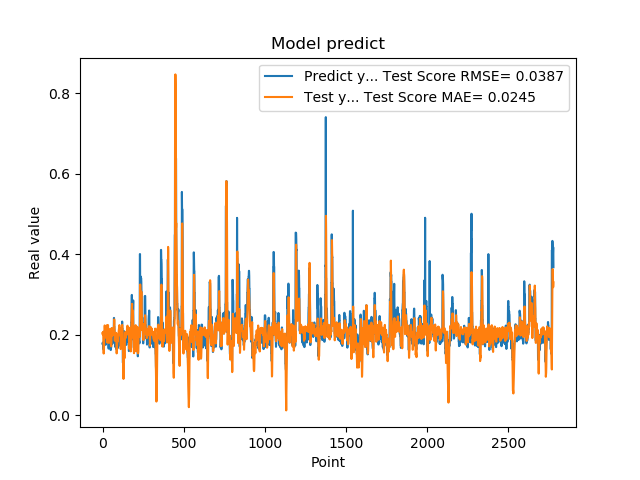 Model predict
Predict y... Test Score RMSE= 0.0387
Test y... Test Score MAE= 0.0245
0.8
0.6
0.4
0.2
0.0
Real value
0 500 1000 1500 2000 2500
Point